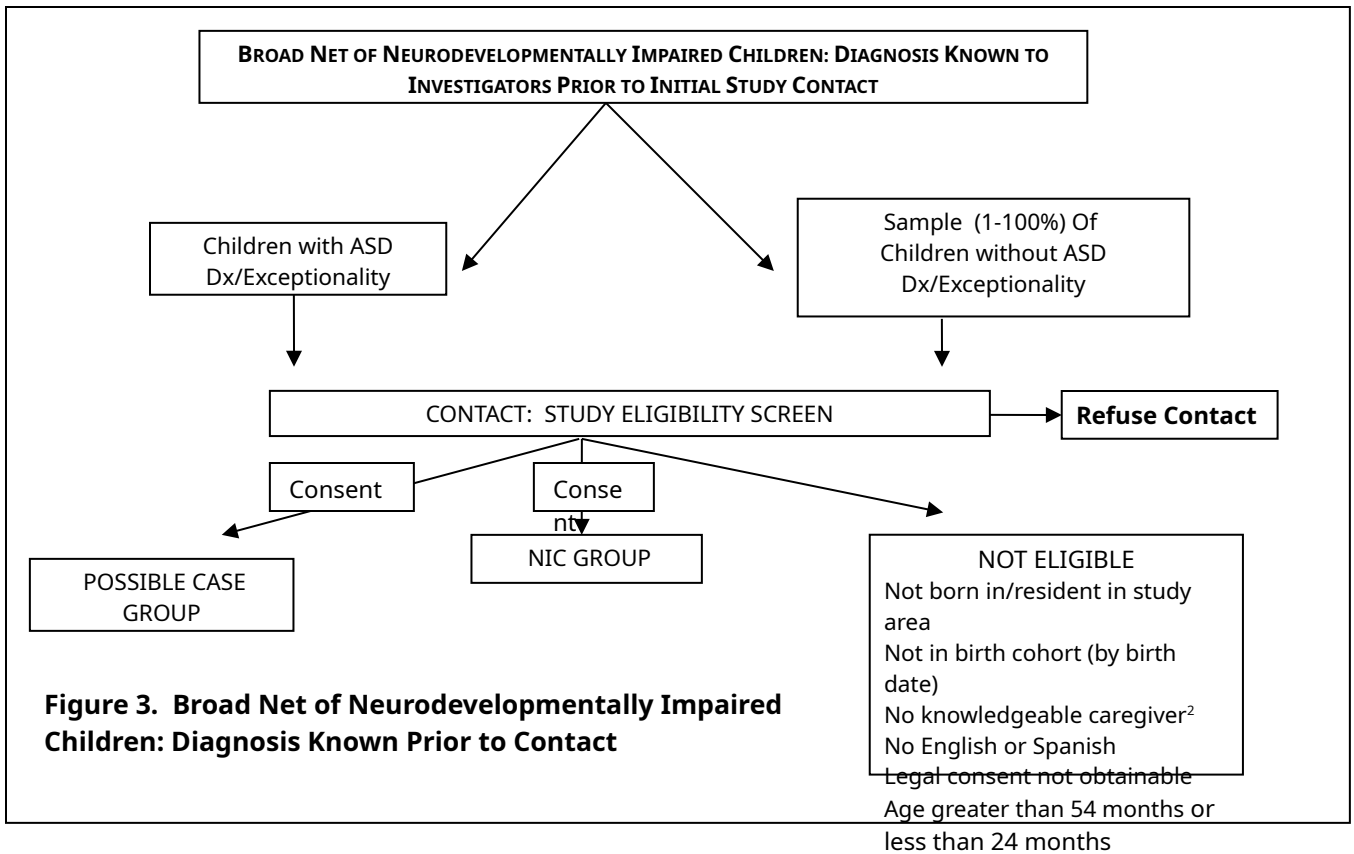 BROAD NET OF NEURODEVELOPMENTALLY IMPAIRED CHILDREN: DIAGNOSIS KNOWN TO
INVESTIGATORS PRIOR TO INITIAL STUDY CONTACT
Children with ASD
Dx/Exceptionality
Sample (1-100%) Of
Children without ASD
Dx/Exceptionality
CONTACT: STUDY ELIGIBILITY SCREEN
Refuse Contact
Consent
Conse
nt
POSSIBLE CASE
GROUP
NIC GROUP
NOT ELIGIBLE
Not born in/resident in study
area
Not in birth cohort (by birth
date)
No knowledgeable caregiver²
No English or Spanish
Legal consent not obtainable
Age greater than 54 months or
less than 24 months
Figure 3. Broad Net of Neurodevelopmentally Impaired
Children: Diagnosis Known Prior to Contact